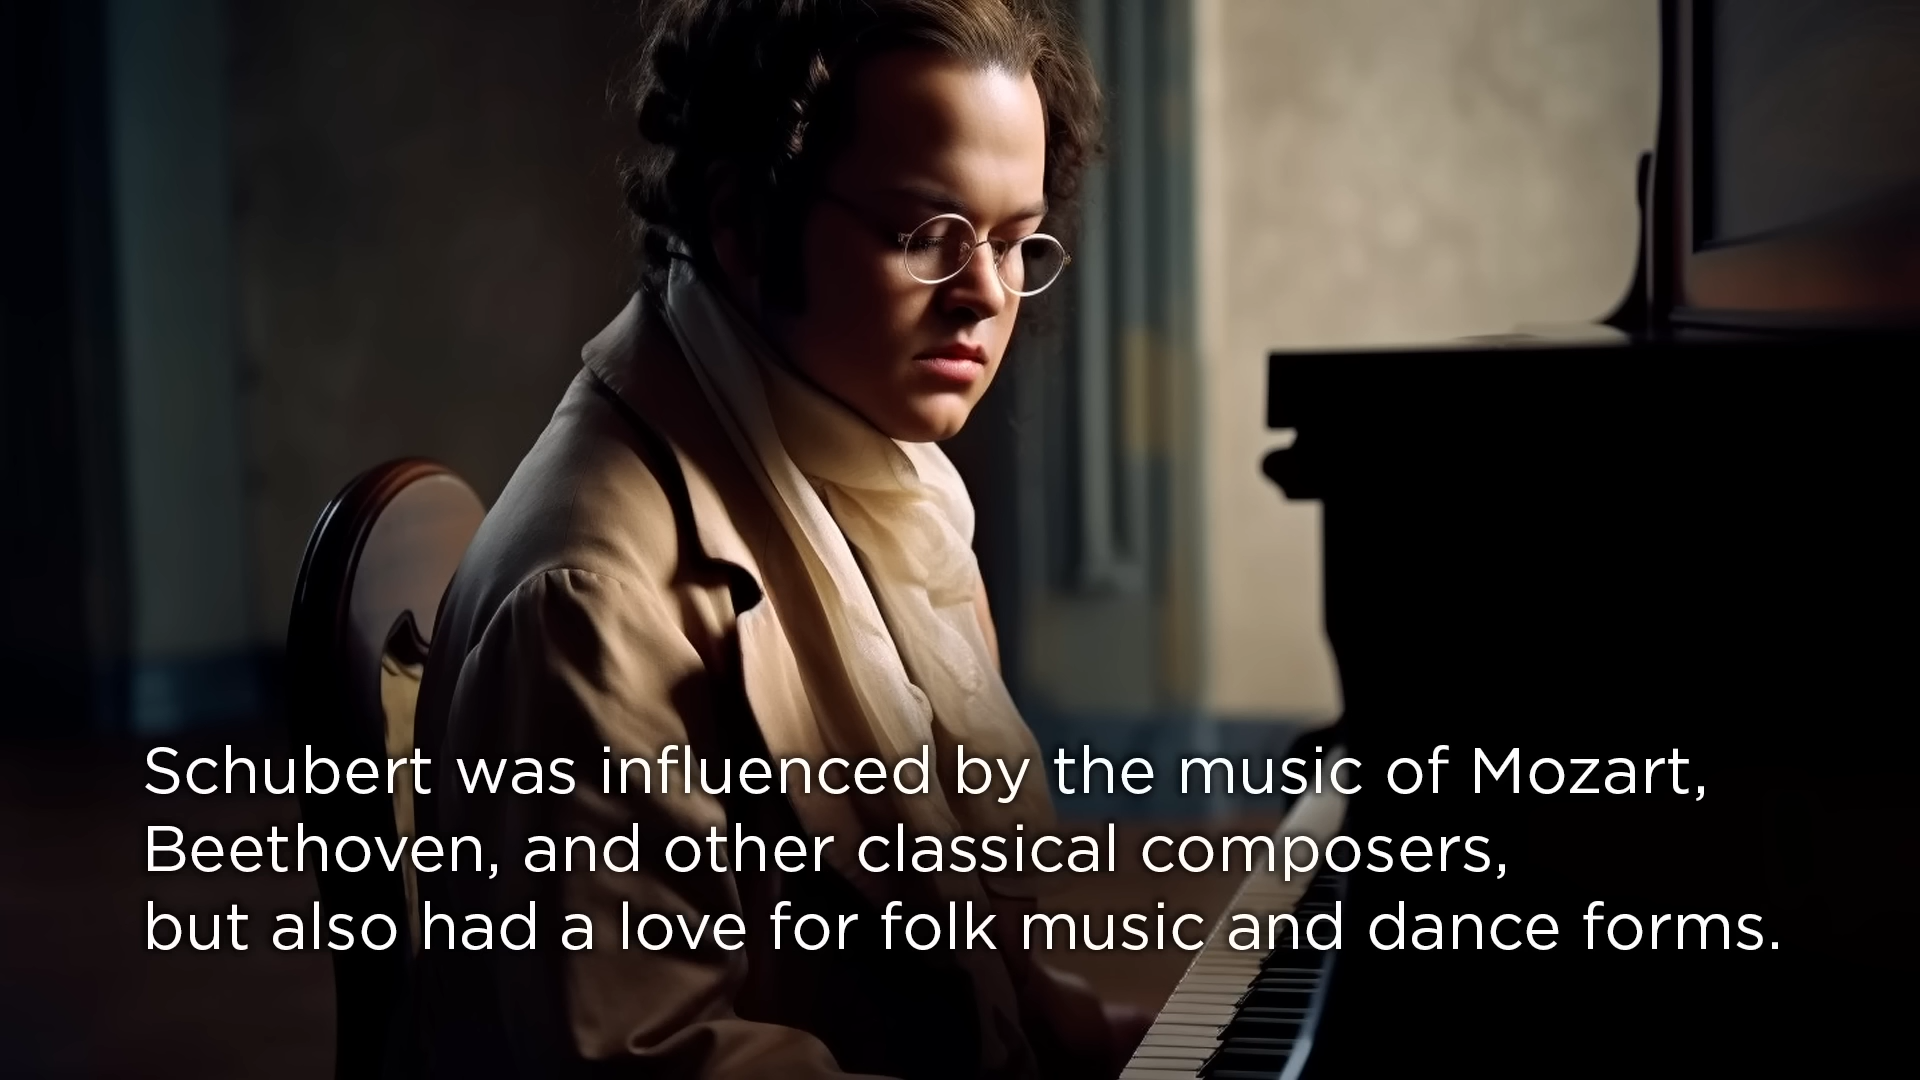 Schubert was influenced by the music of Mozart,
Beethoven, and other classical composers,
but also had a love for folk music and dance forms.